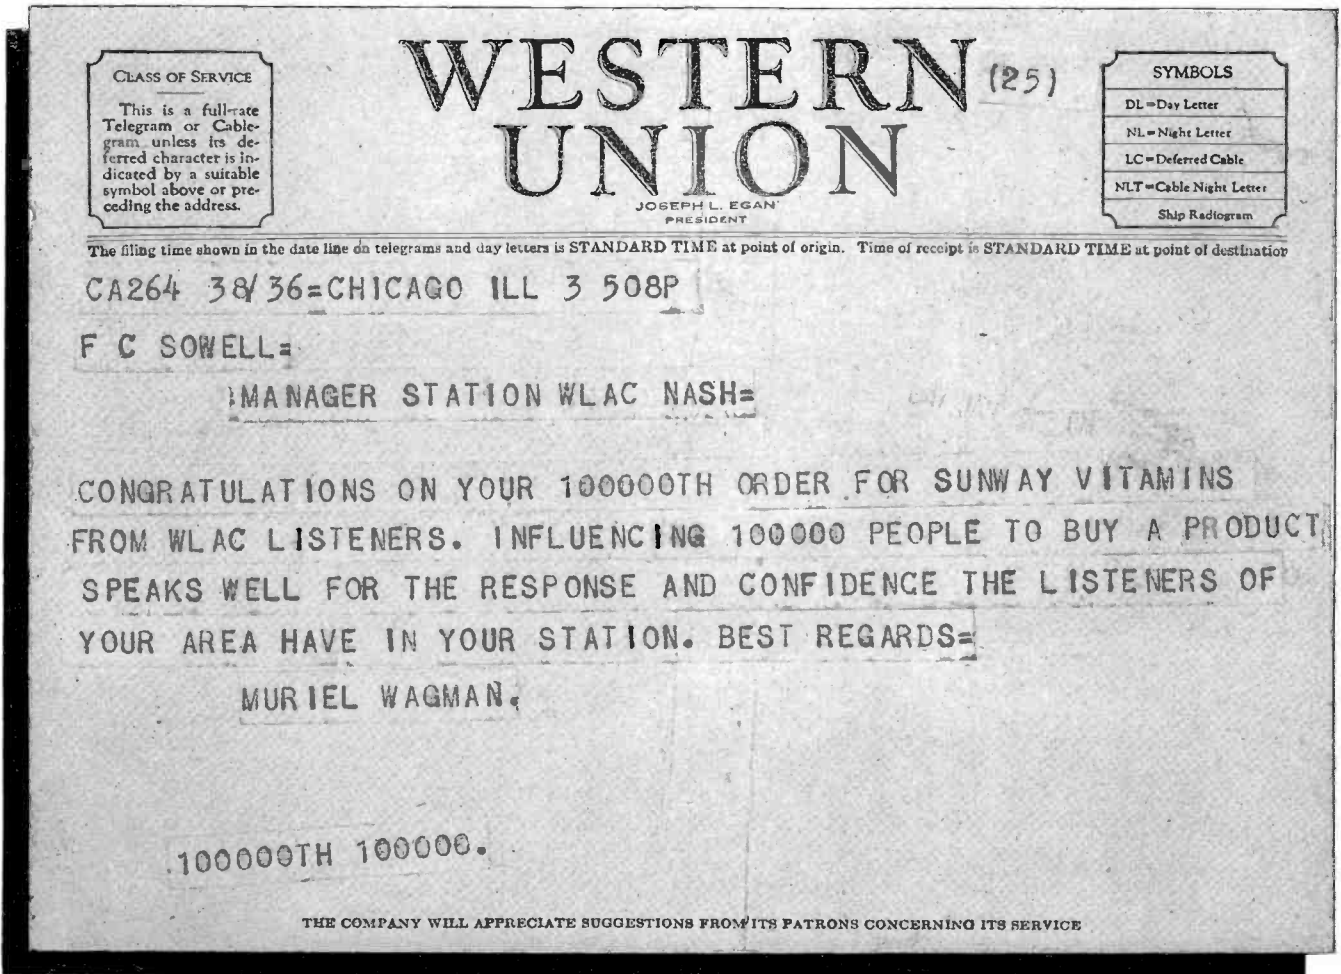 WESTERN
UNION
(25)
JOSEPH L. EGAN
PRESIDENT
CLASS OF SERVICE
This is a full-rate
Telegram or Cable-
gram unless its de-
ferred character is in-
dicated by a suitable
symbol above or pre-
ceding the address.
SYMBOLS
DL=Day Letter
NL=Night Letter
LC=Deferred Cable
NLT=Cable Night Letter
Ship Radiogram
The filing time shown in the date line on telegrams and day letters is STANDARD TIME at point of origin. Time of receipt is STANDARD TIME at point of destination
CA264 38/36=CHICAGO ILL 3 508P
F C SOWELL=
MANAGER STATION WLAC NASH=
CONGRATULATIONS ON YOUR 100000TH ORDER FOR SUNWAY VITAMINS
FROM WLAC LISTENERS. INFLUENCING 100000 PEOPLE TO BUY A PRODUCT
SPEAKS WELL FOR THE RESPONSE AND CONFIDENCE THE LISTENERS OF
YOUR AREA HAVE IN YOUR STATION. BEST REGARDS=
MURIEL WAGMAN.
100000TH 100000.
THE COMPANY WILL APPRECIATE SUGGESTIONS FROM ITS PATRONS CONCERNING ITS SERVICE